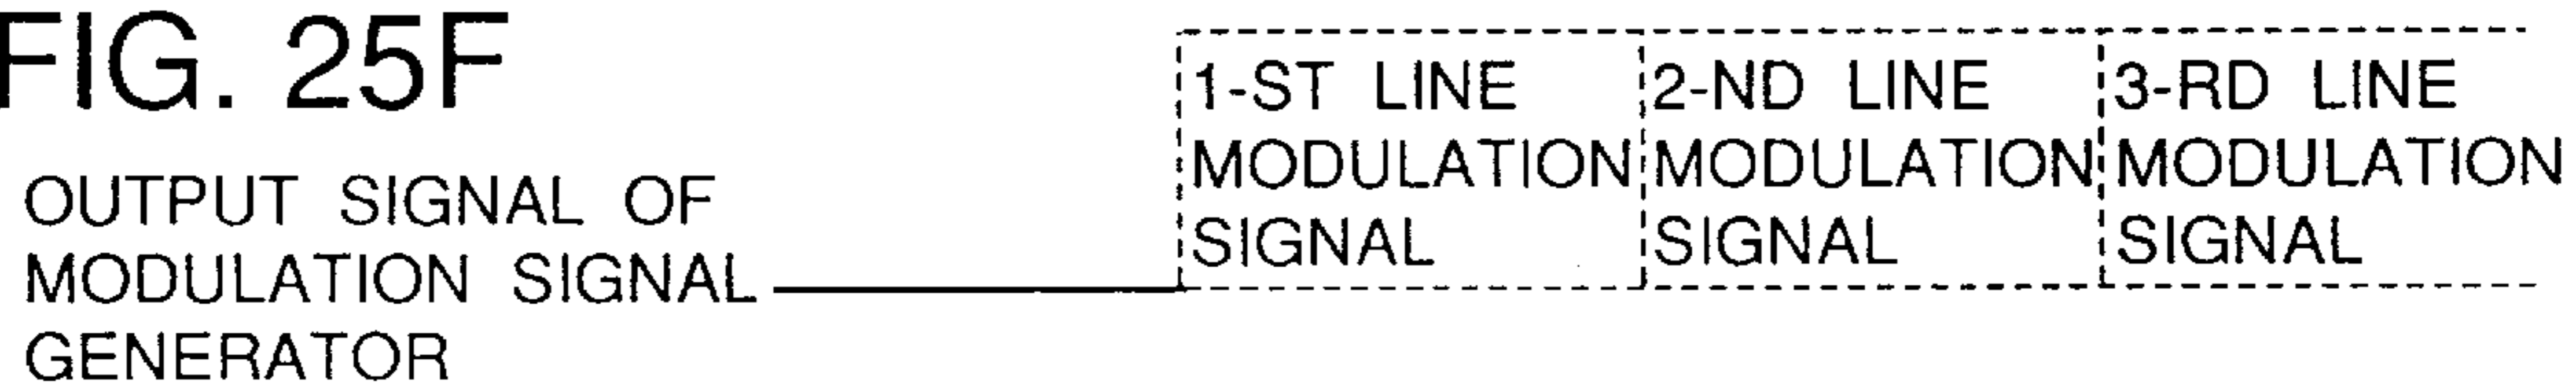 FIG. 25F
OUTPUT SIGNAL OF
MODULATION SIGNAL
GENERATOR
1-ST LINE
MODULATION
SIGNAL
2-ND LINE
MODULATION
SIGNAL
3-RD LINE
MODULATION
SIGNAL